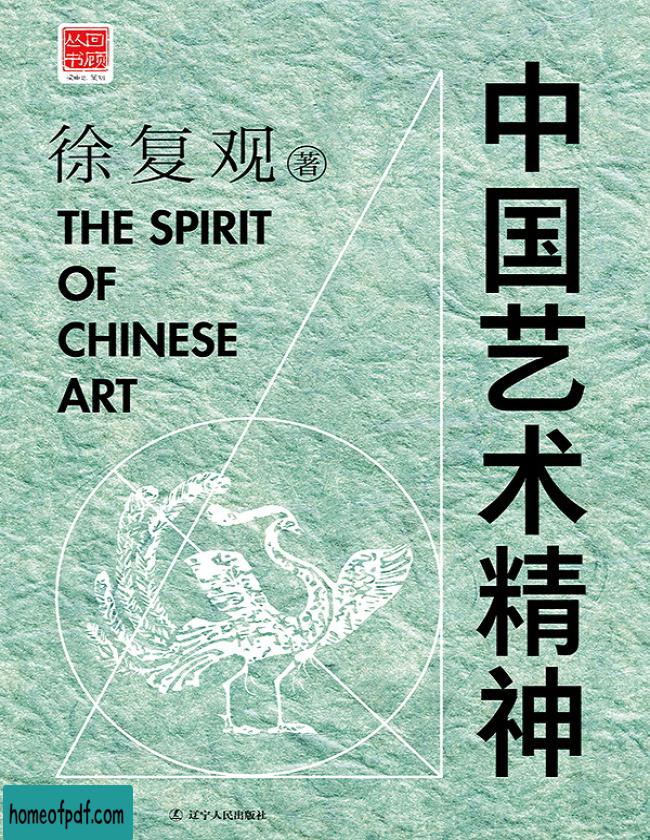 回顾
丛书
徐复观著
THE SPIRIT
OF
CHINESE
ART
中国艺术精神
辽宁人民出版社
homeofpdf.com